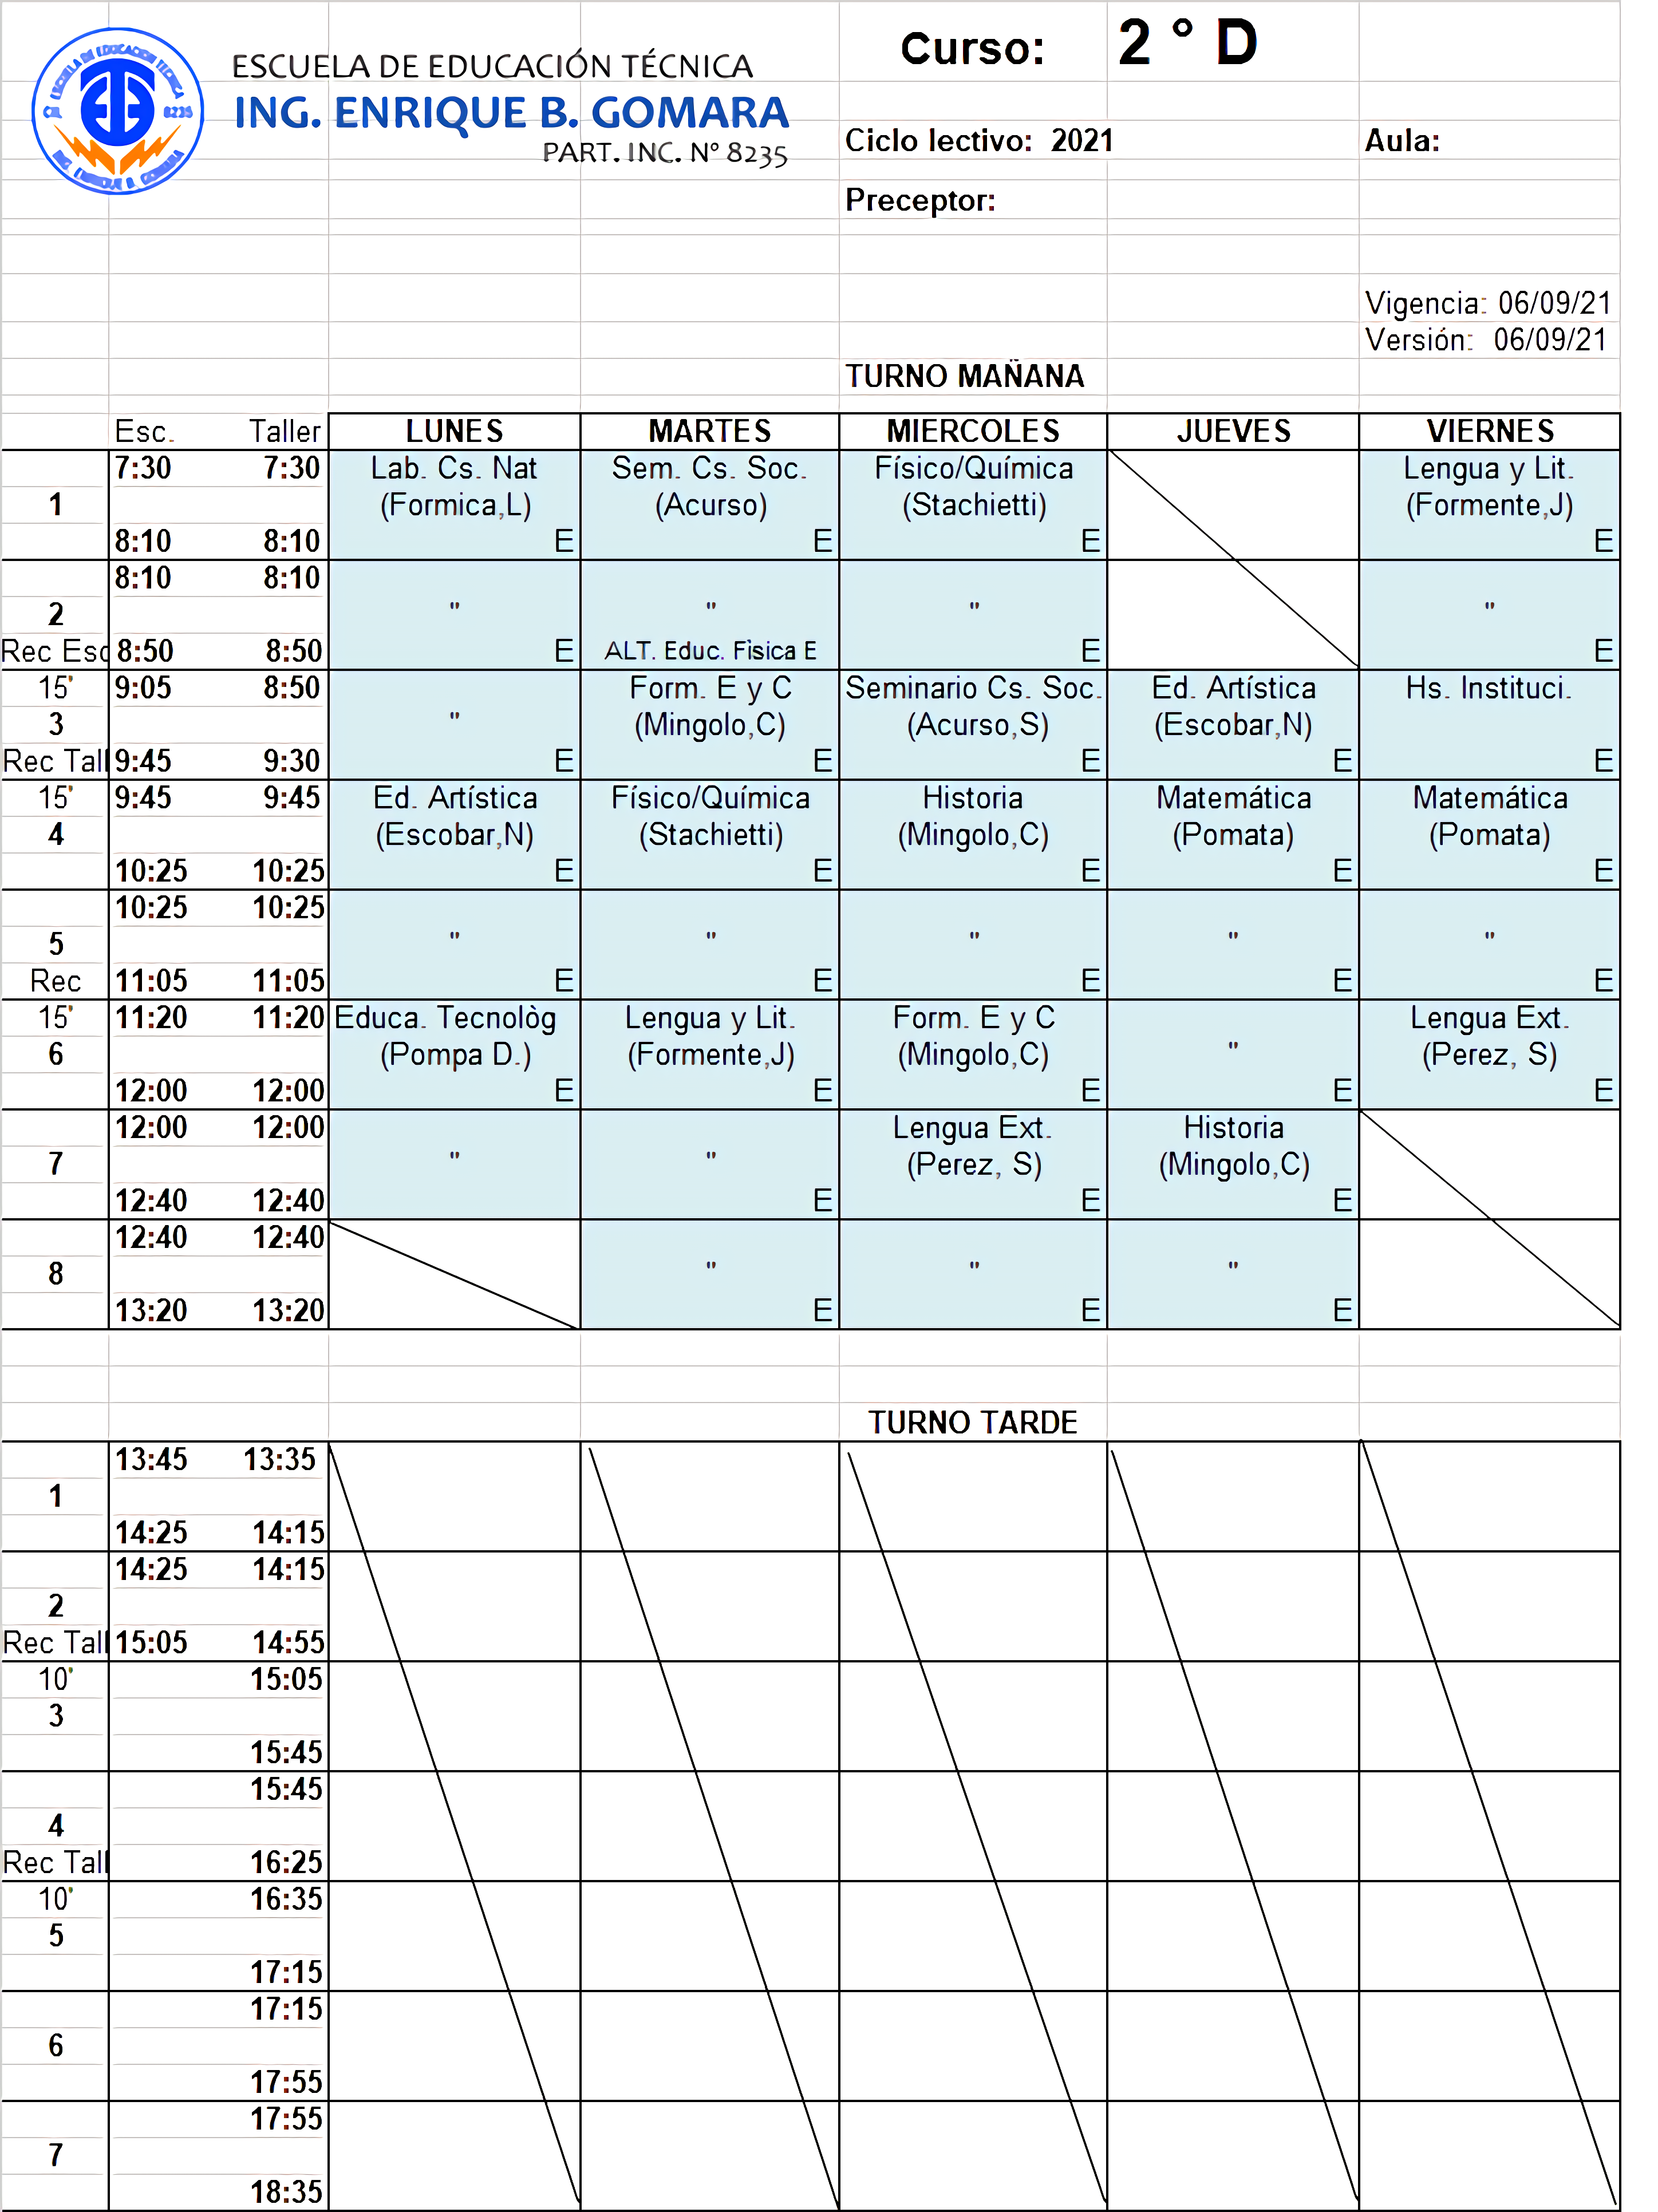 ESCUELA DE EDUCACIÓN TÉCNICA
ING. ENRIQUE B. GOMARA
PART. INC. Nº 8235
ESCUELA DE EDUCACION TECNICA
8235
ING. ENRIQUE B. GOMARA
Curso: 2 ° D
Ciclo lectivo: 2021 Aula:
Preceptor:
Vigencia: 06/09/21
Versión: 06/09/21
TURNO MAÑANA
Esc. Taller LUNES MARTES MIERCOLES JUEVES VIERNES
7:30 7:30 Lab. Cs. Nat Sem. Cs. Soc. Físico/Química Lengua y Lit.
1 (Formica,L) (Acurso) (Stachietti) (Formente,J)
8:10 8:10 E E E E
8:10 8:10
2 " " " "
Rec Esc 8:50 8:50 E ALT. Educ. Fìsica E E E
15' 9:05 8:50 Form. E y C Seminario Cs. Soc. Ed. Artística Hs. Instituci.
3 " (Mingolo,C) (Acurso,S) (Escobar,N)
Rec Tall 9:45 9:30 E E E E E
15' 9:45 9:45 Ed. Artística Físico/Química Historia Matemática Matemática
4 (Escobar,N) (Stachietti) (Mingolo,C) (Pomata) (Pomata)
10:25 10:25 E E E E E
10:25 10:25
5 " " " " "
Rec 11:05 11:05 E E E E E
15' 11:20 11:20 Educa. Tecnològ Lengua y Lit. Form. E y C Lengua Ext.
6 (Pompa D.) (Formente,J) (Mingolo,C) " (Perez, S)
12:00 12:00 E E E E E
12:00 12:00 Lengua Ext. Historia
7 " " (Perez, S) (Mingolo,C)
12:40 12:40 E E E
12:40 12:40
8 " " "
13:20 13:20 E E E
TURNO TARDE
13:45 13:35
1
14:25 14:15
14:25 14:15
2
Rec Tall 15:05 14:55
10' 15:05
3
15:45
15:45
4
Rec Tall 16:25
10' 16:35
5
17:15
17:15
6
17:55
17:55
7
18:35